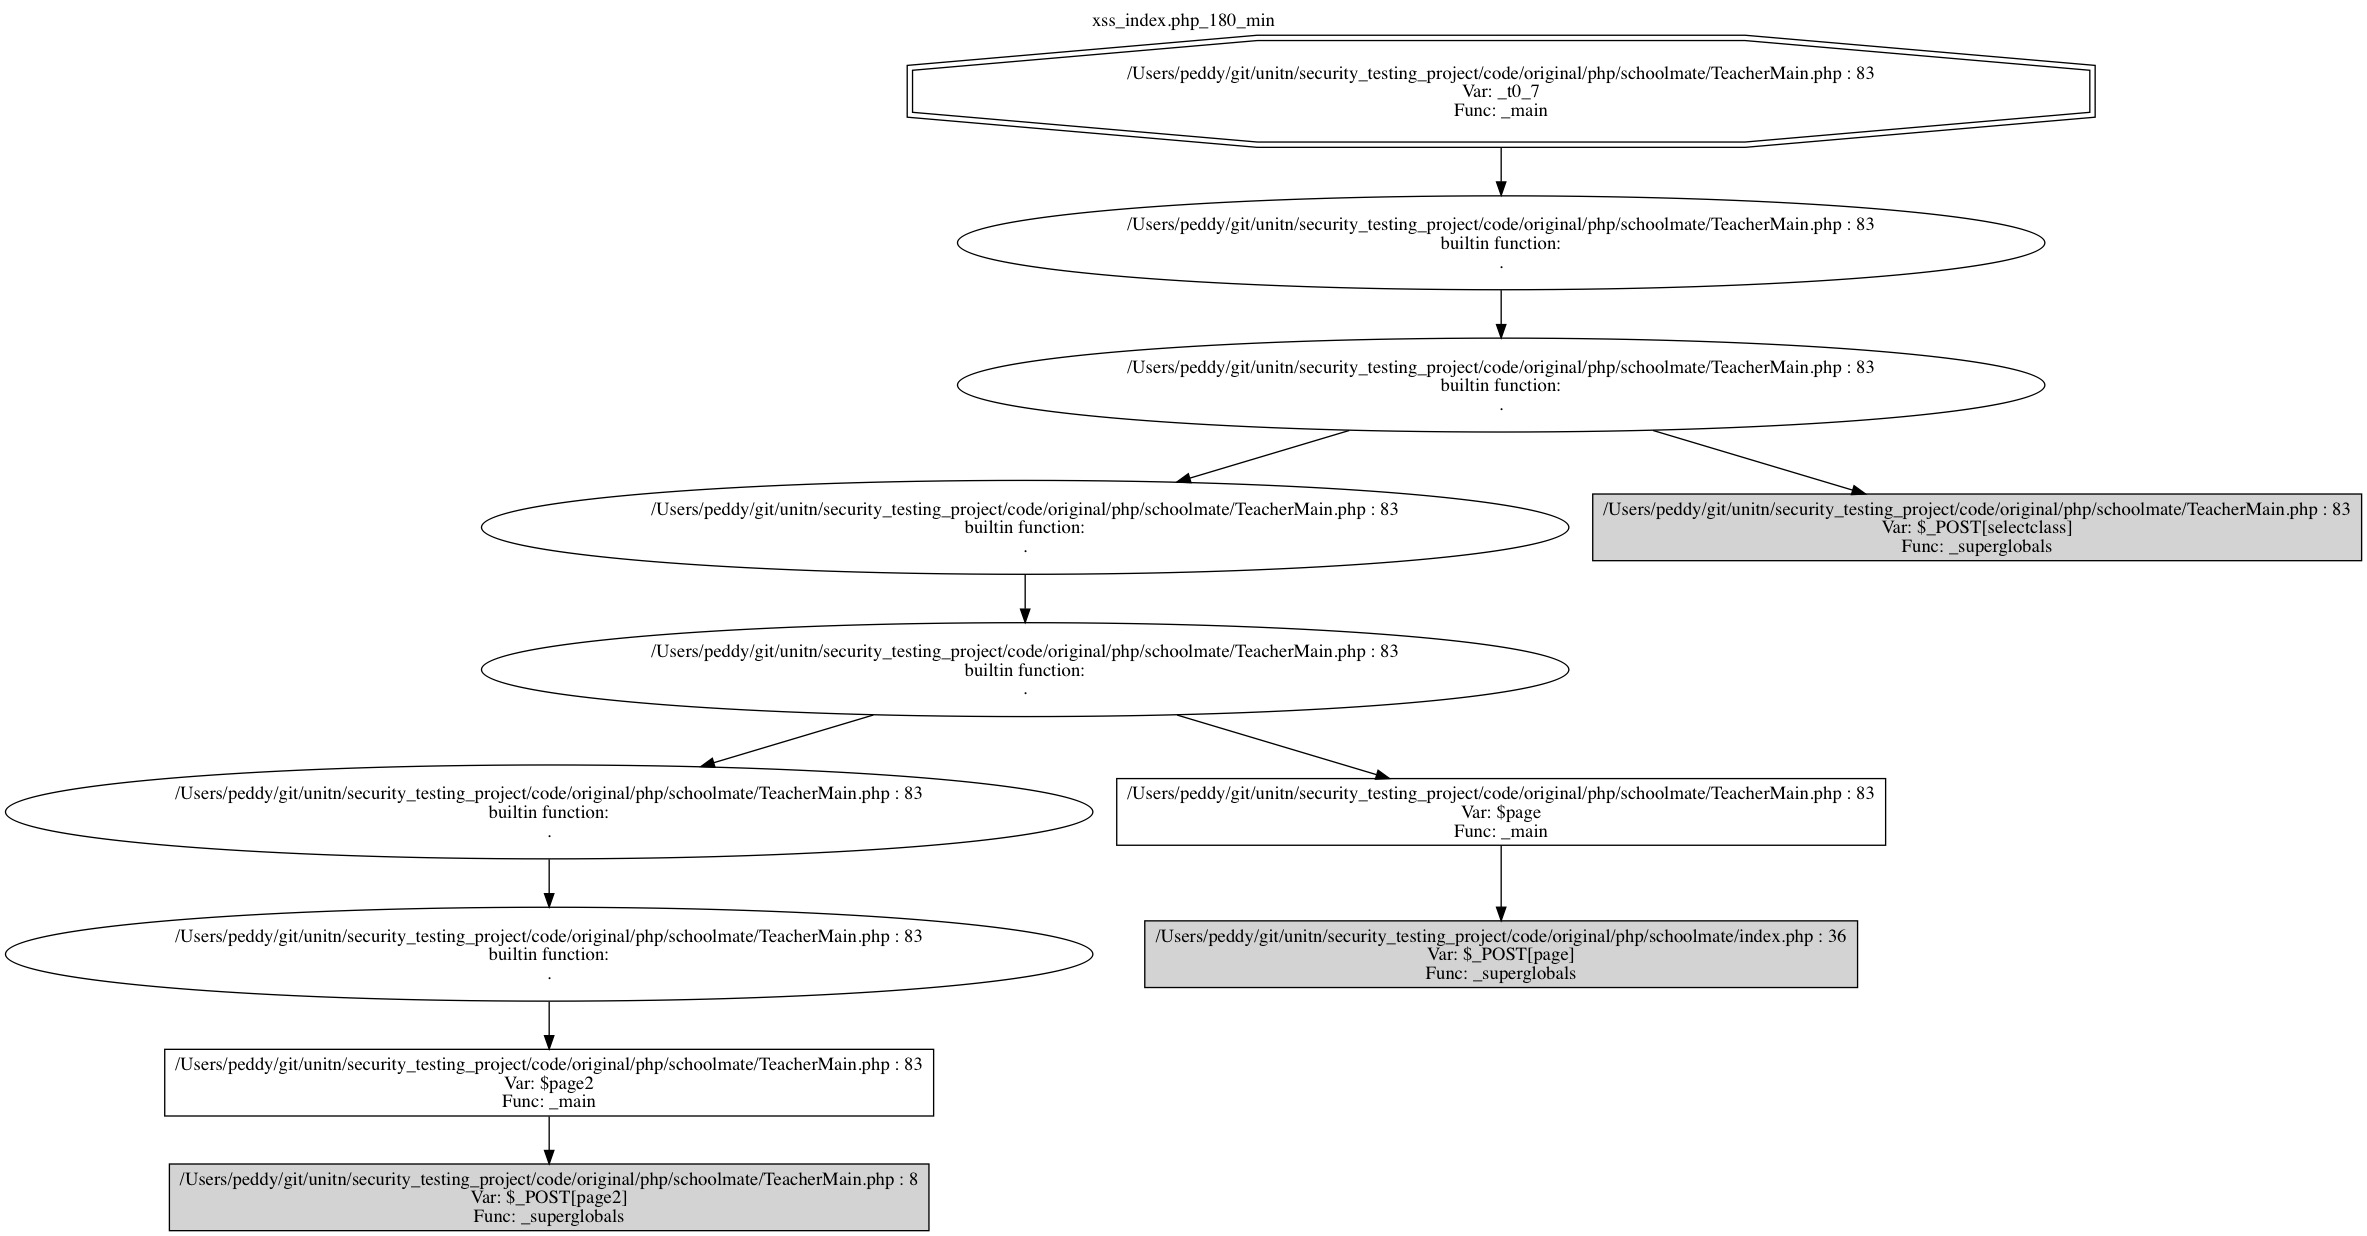 xss_index.php_180_min
/Users/peddy/git/unitn/security_testing_project/code/original/php/schoolmate/TeacherMain.php : 83
Var: _t0_7
Func: _main
/Users/peddy/git/unitn/security_testing_project/code/original/php/schoolmate/TeacherMain.php : 83
builtin function:
.
/Users/peddy/git/unitn/security_testing_project/code/original/php/schoolmate/TeacherMain.php : 83
builtin function:
.
/Users/peddy/git/unitn/security_testing_project/code/original/php/schoolmate/TeacherMain.php : 83
builtin function:
.
/Users/peddy/git/unitn/security_testing_project/code/original/php/schoolmate/TeacherMain.php : 83
Var: $_POST[selectclass]
Func: _superglobals
/Users/peddy/git/unitn/security_testing_project/code/original/php/schoolmate/TeacherMain.php : 83
builtin function:
.
/Users/peddy/git/unitn/security_testing_project/code/original/php/schoolmate/TeacherMain.php : 83
builtin function:
.
/Users/peddy/git/unitn/security_testing_project/code/original/php/schoolmate/TeacherMain.php : 83
Var: $page
Func: _main
/Users/peddy/git/unitn/security_testing_project/code/original/php/schoolmate/TeacherMain.php : 83
builtin function:
.
/Users/peddy/git/unitn/security_testing_project/code/original/php/schoolmate/index.php : 36
Var: $_POST[page]
Func: _superglobals
/Users/peddy/git/unitn/security_testing_project/code/original/php/schoolmate/TeacherMain.php : 83
Var: $page2
Func: _main
/Users/peddy/git/unitn/security_testing_project/code/original/php/schoolmate/TeacherMain.php : 8
Var: $_POST[page2]
Func: _superglobals